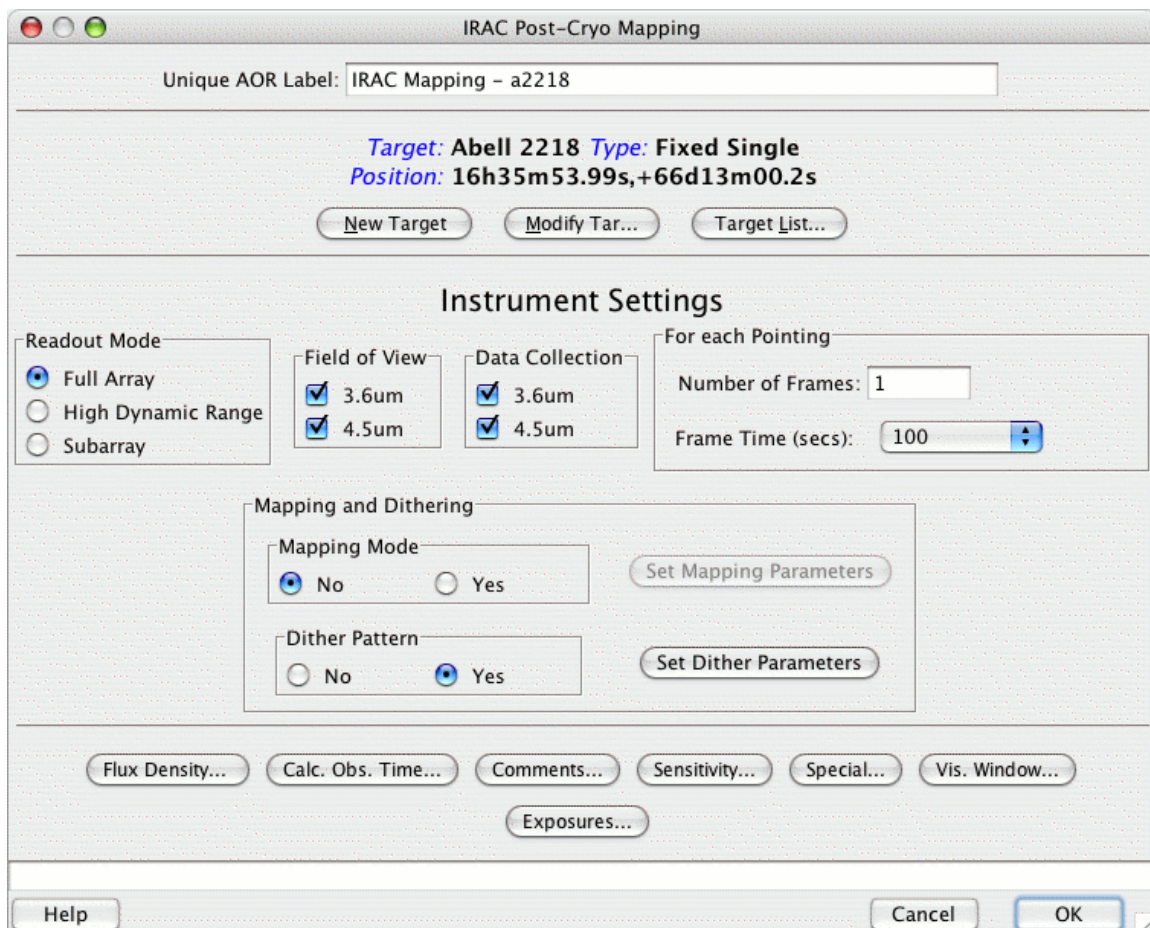 IRAC Post-Cryo Mapping
Unique AOR Label: IRAC Mapping - a2218
Target: Abell 2218 Type: Fixed Single
Position: 16h35m53.99s,+66d13m00.2s
New Target Modify Tar... Target List...
Instrument Settings
Readout Mode
Full Array
High Dynamic Range
Subarray
Field of View
3.6um
4.5um
Data Collection
3.6um
4.5um
For each Pointing
Number of Frames: 1
Frame Time (secs): 100
Mapping and Dithering
Mapping Mode
No Yes
Set Mapping Parameters
Dither Pattern
No Yes
Set Dither Parameters
Flux Density... Calc. Obs. Time... Comments... Sensitivity... Special... Vis. Window...
Exposures...
Help Cancel OK